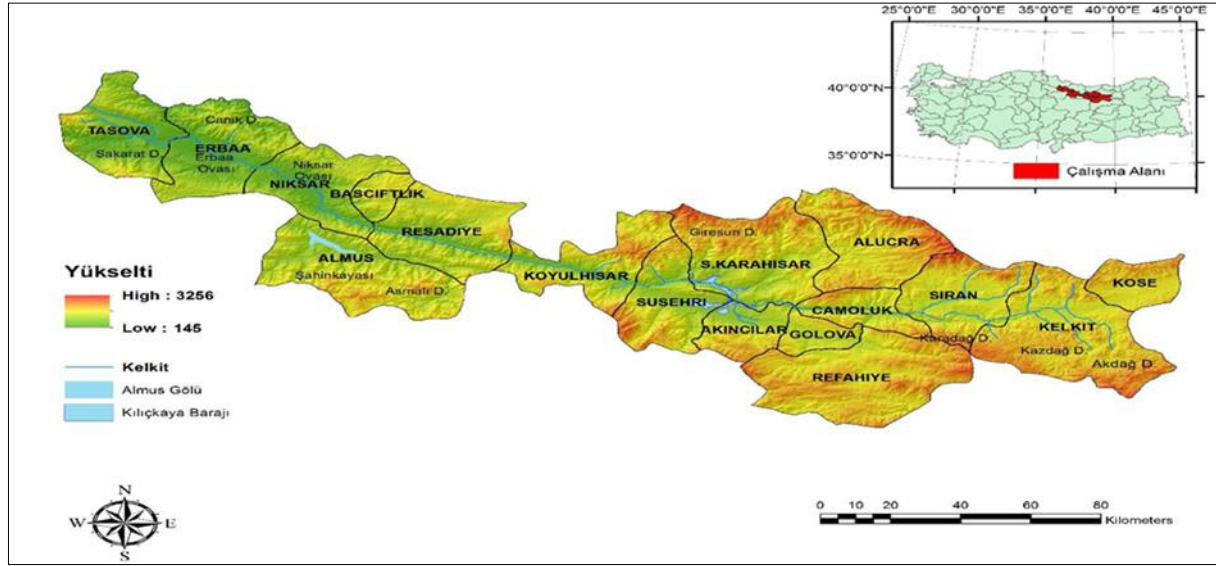 25°0'0"E 30°0'0"E 35°0'0"E 40°0'0"E 45°0'0"E
40°0'0"N
35°0'0"N
Çalışma Alanı
TASOVA
Sakarat D.
Canik D.
ERBAA
Erbaa
Ovası
Niksar
Ovası
NIKSAR
BASCIFTLIK
RESADIYE
ALMUS
Şahinkayası
Asmalı D.
KOYULHISAR
Giresun D.
S.KARAHISAR
ALUCRA
SUSEHRI
AKINCILAR
GOLOVA
CAMOLUK
SIRAN
KOSE
KELKIT
Karadağ D.
Kazdağ D.
Akdağ D.
REFAHIYE
Yükselti
High : 3256
Low : 145
Kelkit
Almus Gölü
Kılıçkaya Barajı
N
W E
S
0 10 20 40 60 80
Kilometers